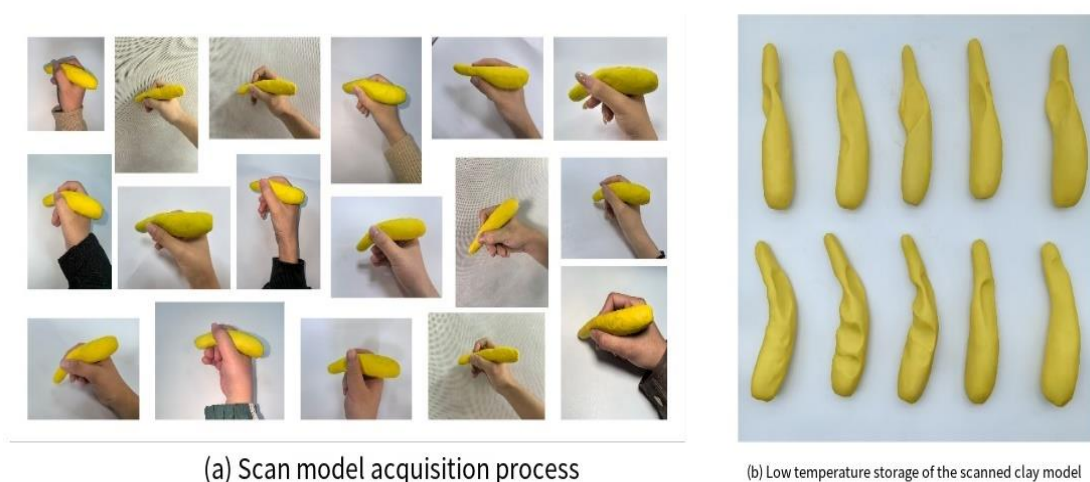 (a) Scan model acquisition process
(b) Low temperature storage of the scanned clay model